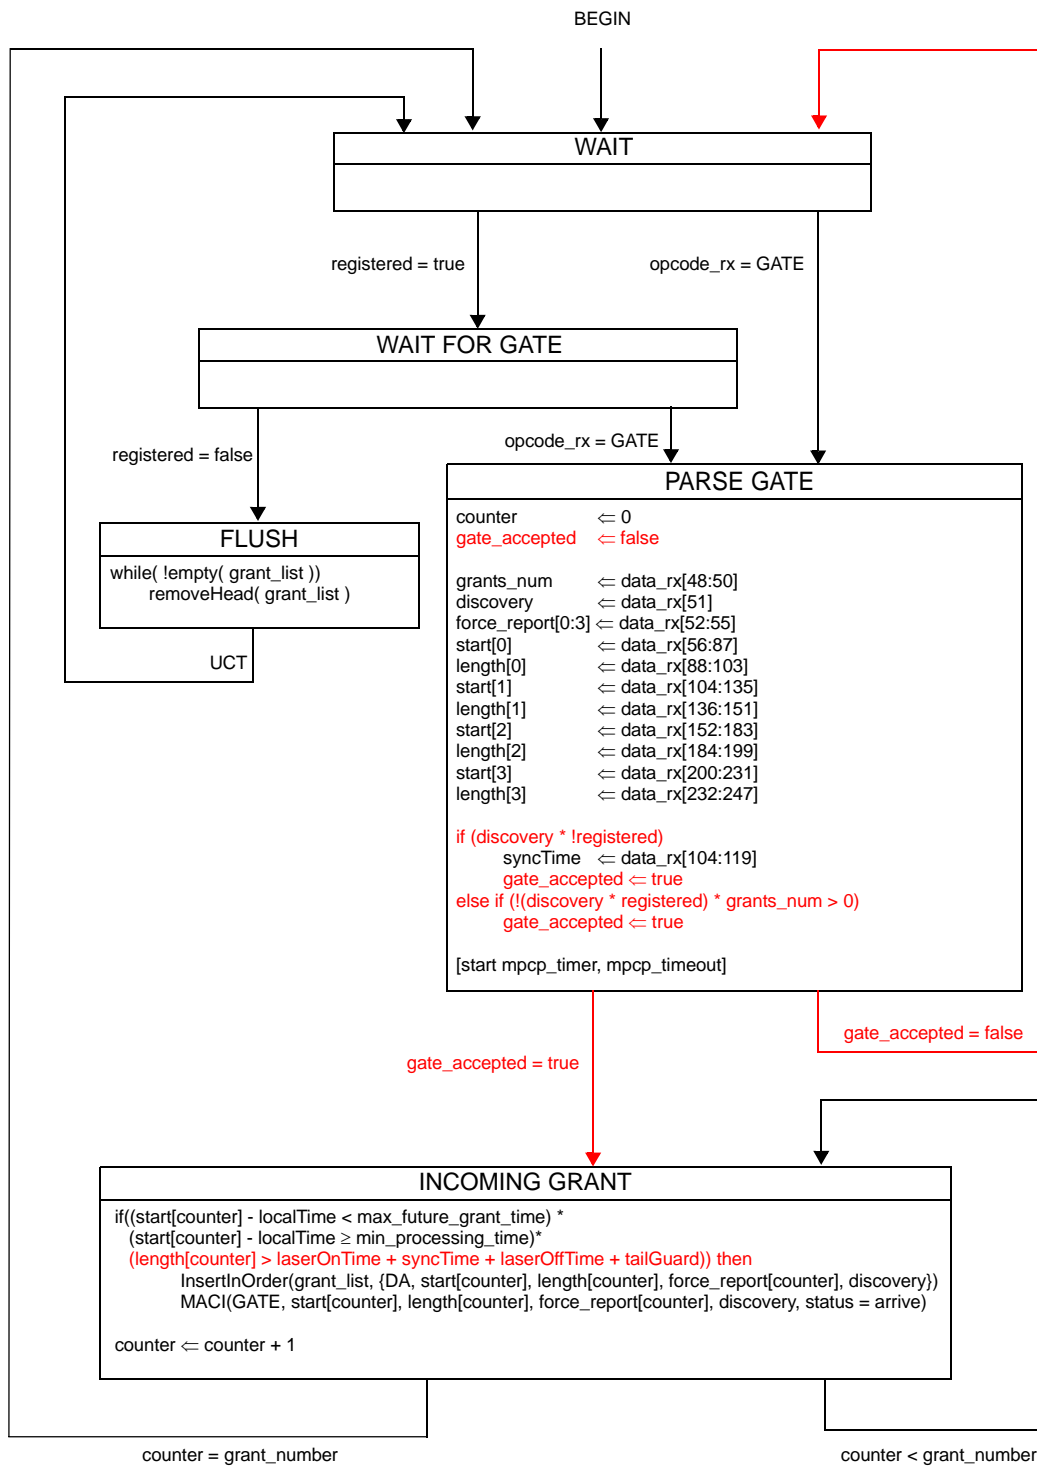 BEGIN
WAIT
registered = true
opcode_rx = GATE
WAIT FOR GATE
registered = false
opcode_rx = GATE
FLUSH
while( !empty( grant_list ))
removeHead( grant_list )
UCT
PARSE GATE
counter ⇐ 0
gate_accepted ⇐ false
grants_num ⇐ data_rx[48:50]
discovery ⇐ data_rx[51]
force_report[0:3] ⇐ data_rx[52:55]
start[0] ⇐ data_rx[56:87]
length[0] ⇐ data_rx[88:103]
start[1] ⇐ data_rx[104:135]
length[1] ⇐ data_rx[136:151]
start[2] ⇐ data_rx[152:183]
length[2] ⇐ data_rx[184:199]
start[3] ⇐ data_rx[200:231]
length[3] ⇐ data_rx[232:247]
if (discovery * !registered)
syncTime ⇐ data_rx[104:119]
gate_accepted ⇐ true
else if (!(discovery * registered) * grants_num > 0)
gate_accepted ⇐ true
[start mpcp_timer, mpcp_timeout]
gate_accepted = false
gate_accepted = true
INCOMING GRANT
if((start[counter] - localTime < max_future_grant_time) *
(start[counter] - localTime ≥ min_processing_time)*
(length[counter] > laserOnTime + syncTime + laserOffTime + tailGuard)) then
InsertInOrder(grant_list, {DA, start[counter], length[counter], force_report[counter], discovery})
MACI(GATE, start[counter], length[counter], force_report[counter], discovery, status = arrive)
counter ⇐ counter + 1
counter = grant_number
counter < grant_number